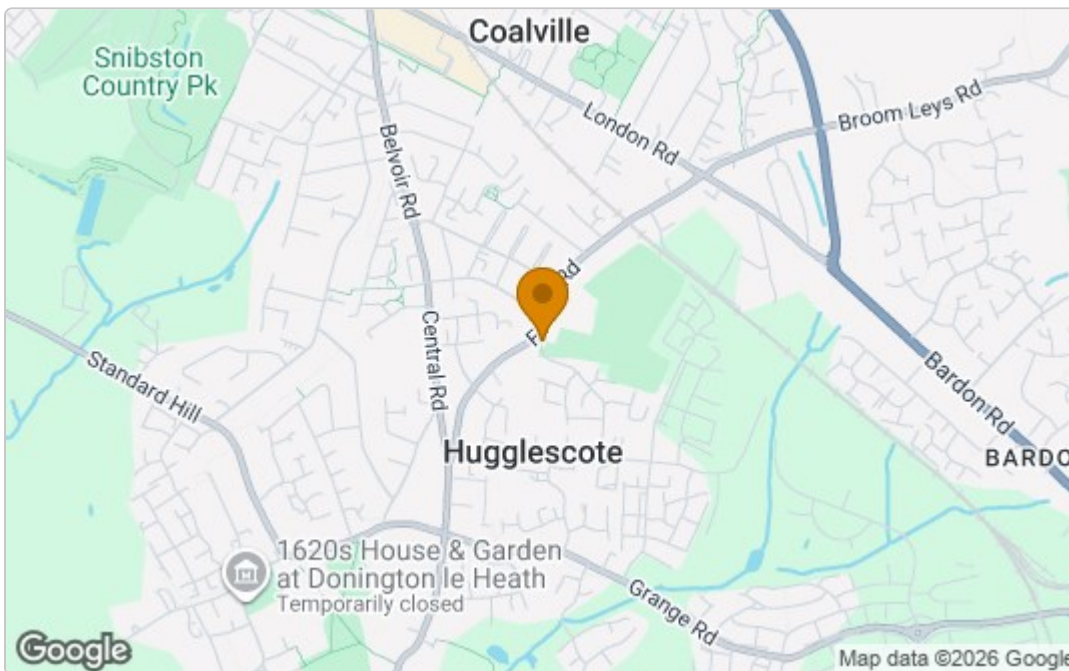 Coalville
Snibston
Country Pk
Broom Leys Rd
London Rd
Belvoir Rd
Rd
Central Rd
Standard Hill
Bardon Rd
Hugglescote
BARDO
1620s House & Garden
at Donington le Heath
Temporarily closed
Grange Rd
Google
Map data ©2026 Google